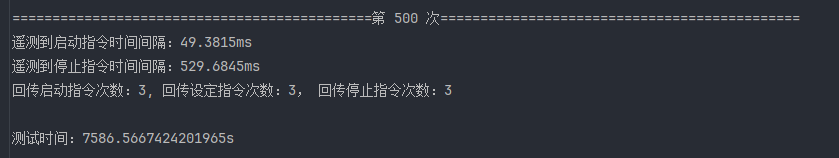 =============================================第 500 次=============================================
遥测到启动指令时间间隔：49.3815ms
遥测到停止指令时间间隔：529.6845ms
回传启动指令次数：3, 回传设定指令次数：3， 回传停止指令次数：3
测试时间：7586.5667424201965s